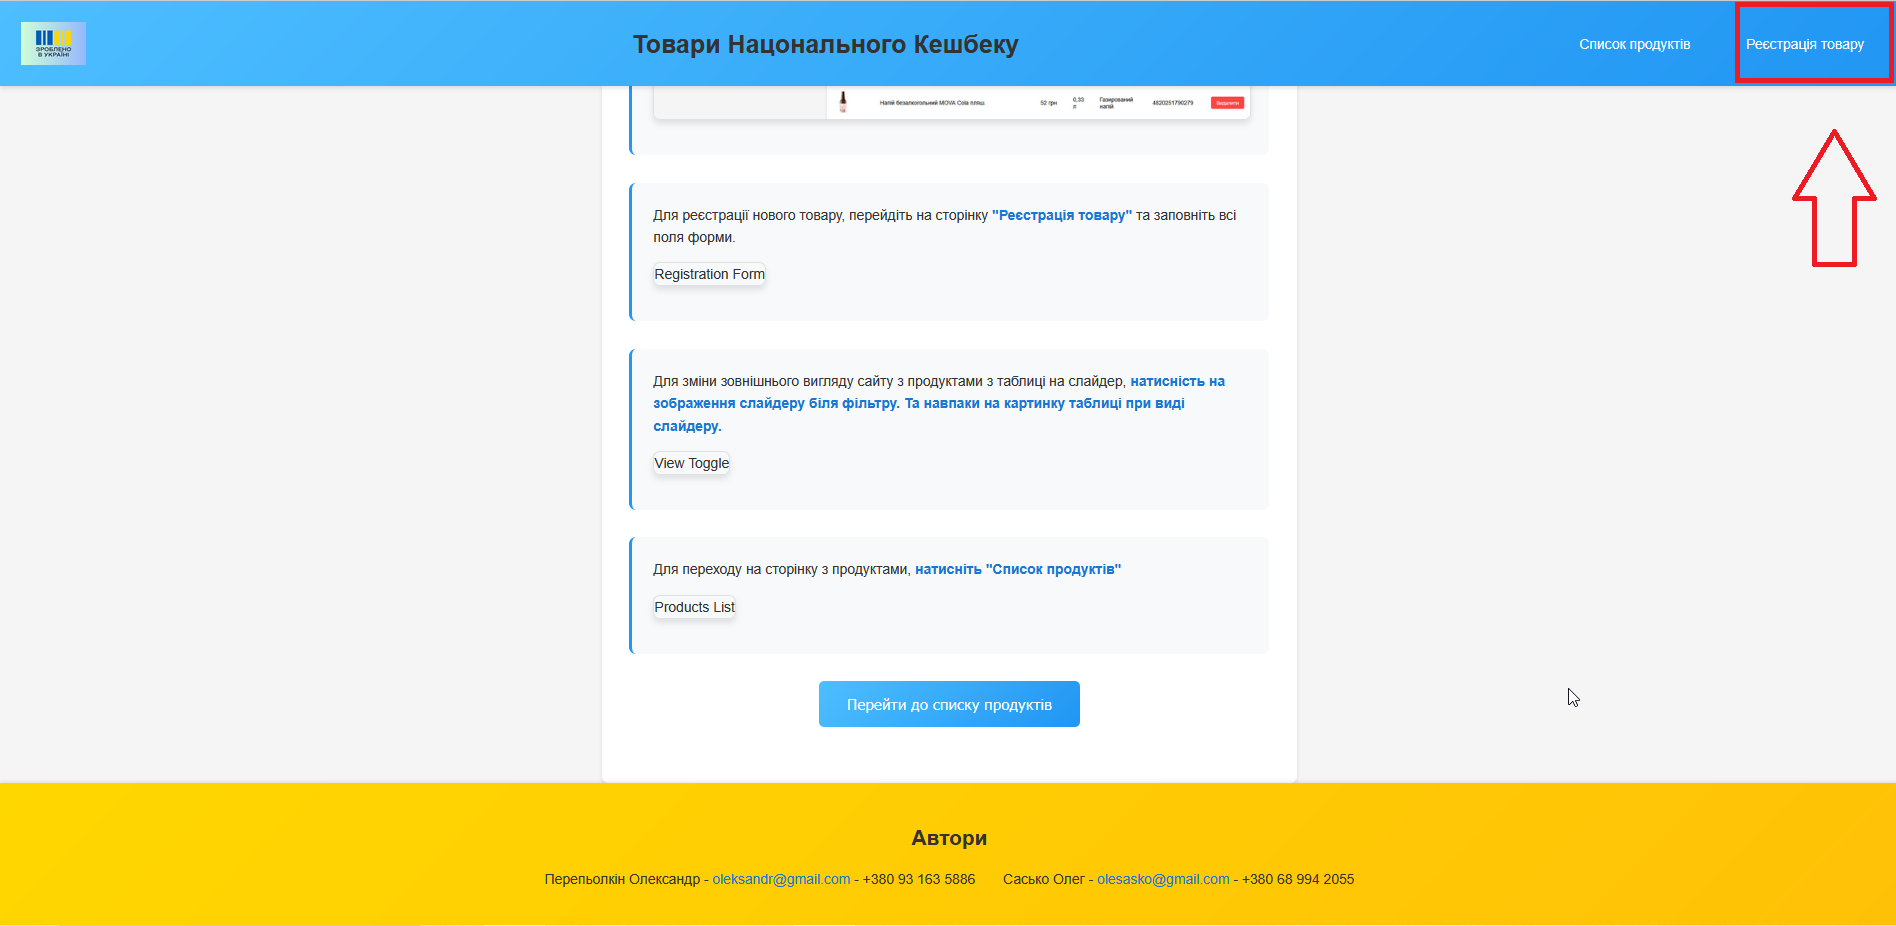 ЗРОБЛЕНО
В УКРАЇНІ
Товари Нацонального Кешбеку
Список продуктів
Реєстрація товару
Напій безалкогольний MOVA Cola пляш
52 грн
0,33
л
Газирований
напій
4820251790279
Видалити
Для реєстрації нового товару, перейдіть на сторінку "Реєстрація товару" та заповніть всі
поля форми.
Registration Form
Для зміни зовнішнього вигляду сайту з продуктами з таблиці на слайдер, натисність на
зображення слайдеру біля фільтру. Та навпаки на картинку таблиці при виді
слайдеру.
View Toggle
Для переходу на сторінку з продуктами, натисніть "Список продуктів"
Products List
Перейти до списку продуктів
Автори
Перепьолкін Олександр - oleksandr@gmail.com - +380 93 163 5886
Сасько Олег - olesasko@gmail.com - +380 68 994 2055